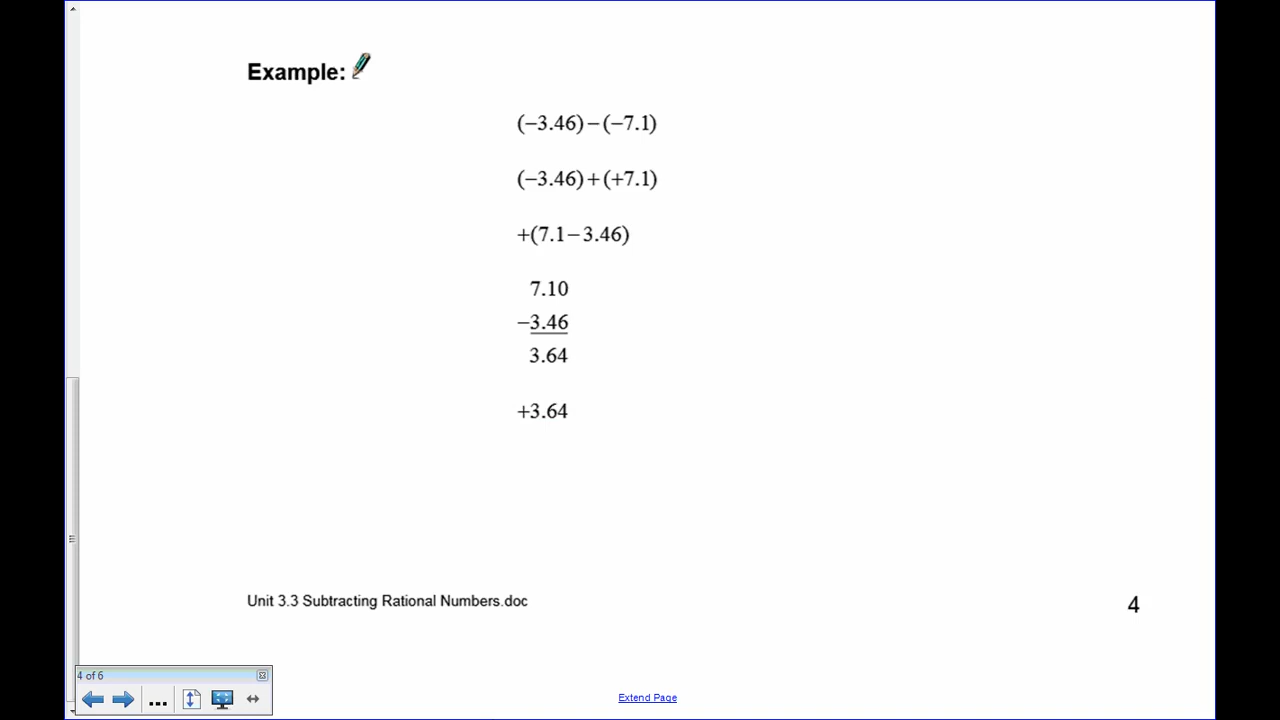 Example:
(−3.46) − (−7.1)
(−3.46) + (+7.1)
+(7.1 − 3.46)
7.10
−3.46
3.64
+3.64
Unit 3.3 Subtracting Rational Numbers.doc
4
4 of 6
...
Extend Page